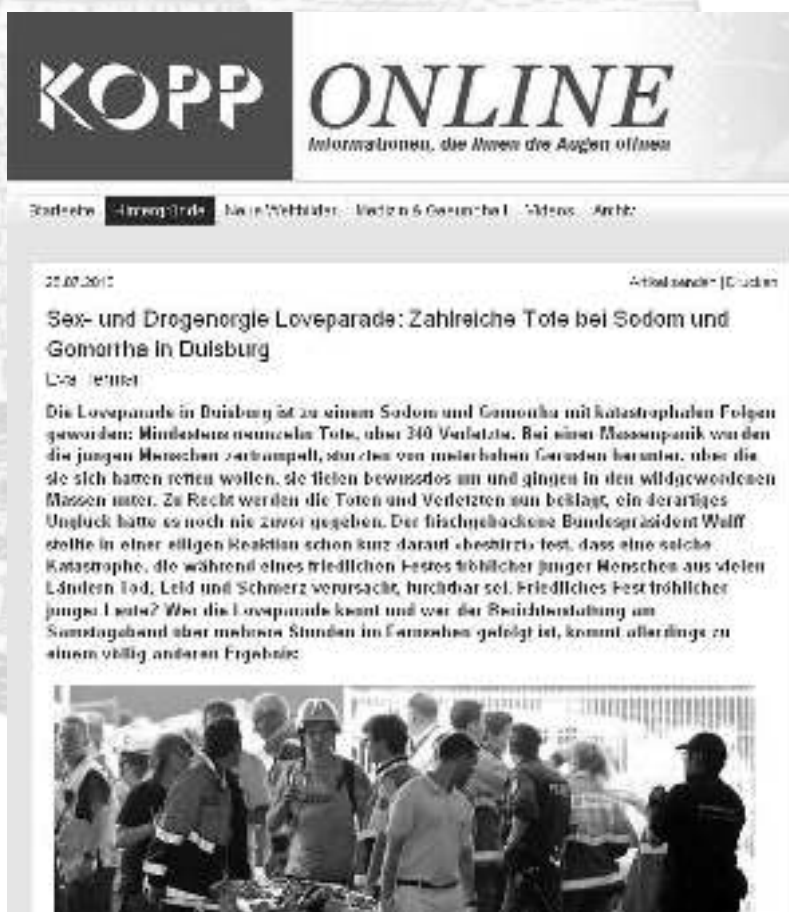 KOPP ONLINE
Informationen, die Ihnen die Augen öffnen
Startseite Hintergründe Neue Weltbilder Medizin & Gesundheit Videos Archiv
Artikel senden | Drucken
Sex- und Drogenorgie Loveparade: Zahlreiche Tote bei Sodom und
Gomorrha in Duisburg
Eva
Die Loveparade in Duisburg ist zu einem Sodom und Gomorrha mit katastrophalen Folgen
geworden: Mindestens neunzehn Tote, über 340 Verletzte. Bei einer Massenpanik wurden
die jungen Menschen zertrampelt, stürzten von meterhohen Gerüsten herunter, über die
sie sich hatten retten wollen, sie fielen bewusstlos um und gingen in den wildgewordenen
Massen unter. Zu Recht werden die Toten und Verletzten nun beklagt, ein derartiges
Unglück hätte es noch nie zuvor gegeben. Der frischgebackene Bundespräsident Wulff
stellte in einer eiligen Reaktion schon kurz darauf »bestürzt« fest, dass eine solche
Katastrophe, die während eines friedlichen Festes fröhlicher junger Menschen aus vielen
Ländern Tod, Leid und Schmerz verursacht, furchtbar sei. Friedliches Fest fröhlicher
junger Leute? Wer die Loveparade kennt und wer der Berichterstattung am
Samstagabend über mehrere Stunden im Fernsehen gefolgt ist, kommt allerdings zu
einem völlig anderen Ergebnis: